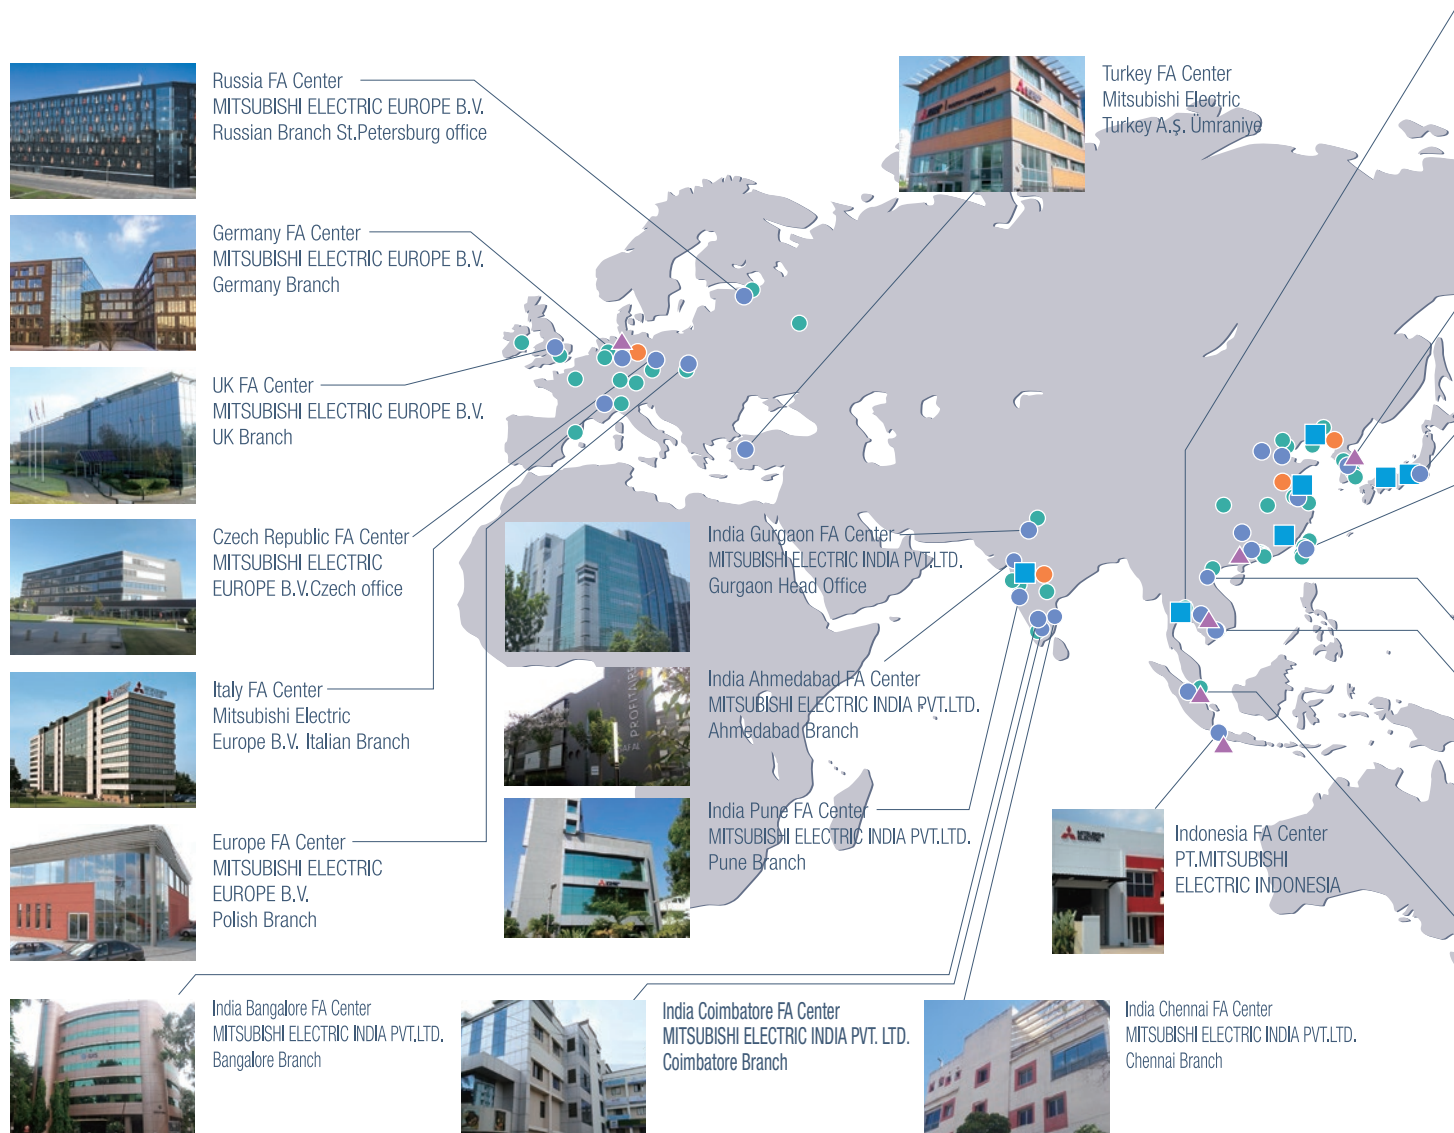 Russia FA Center
MITSUBISHI ELECTRIC EUROPE B.V.
Russian Branch St.Petersburg office
Turkey FA Center
Mitsubishi Electric
Turkey A.Ş. Ümraniye
Germany FA Center
MITSUBISHI ELECTRIC EUROPE B.V.
Germany Branch
UK FA Center
MITSUBISHI ELECTRIC EUROPE B.V.
UK Branch
Czech Republic FA Center
MITSUBISHI ELECTRIC
EUROPE B.V.Czech office
India Gurgaon FA Center
MITSUBISHI ELECTRIC INDIA PVT.LTD.
Gurgaon Head Office
Italy FA Center
Mitsubishi Electric
Europe B.V. Italian Branch
PROFIT
India Ahmedabad FA Center
MITSUBISHI ELECTRIC INDIA PVT.LTD.
Ahmedabad Branch
Europe FA Center
MITSUBISHI ELECTRIC
EUROPE B.V.
Polish Branch
India Pune FA Center
MITSUBISHI ELECTRIC INDIA PVT.LTD.
Pune Branch
Indonesia FA Center
PT.MITSUBISHI
ELECTRIC INDONESIA
India Bangalore FA Center
MITSUBISHI ELECTRIC INDIA PVT.LTD.
Bangalore Branch
India Coimbatore FA Center
MITSUBISHI ELECTRIC INDIA PVT. LTD.
Coimbatore Branch
India Chennai FA Center
MITSUBISHI ELECTRIC INDIA PVT.LTD.
Chennai Branch